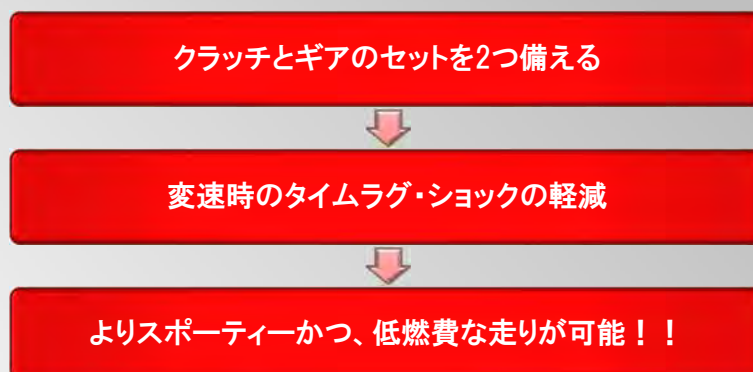 クラッチとギアのセットを2つ備える
変速時のタイムラグ・ショックの軽減
よりスポーティーかつ、低燃費な走りが可能！！